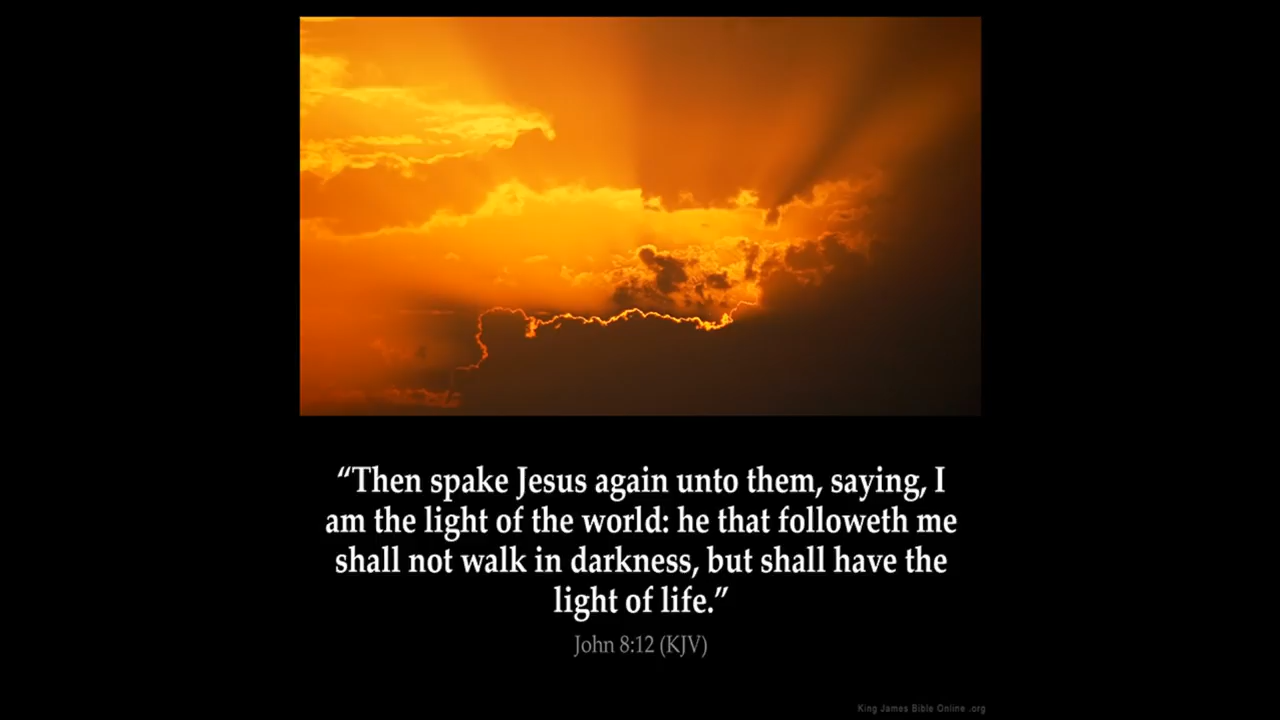 “Then spake Jesus again unto them, saying, I
am the light of the world: he that followeth me
shall not walk in darkness, but shall have the
light of life.”
John 8:12 (KJV)
King James Bible Online .org